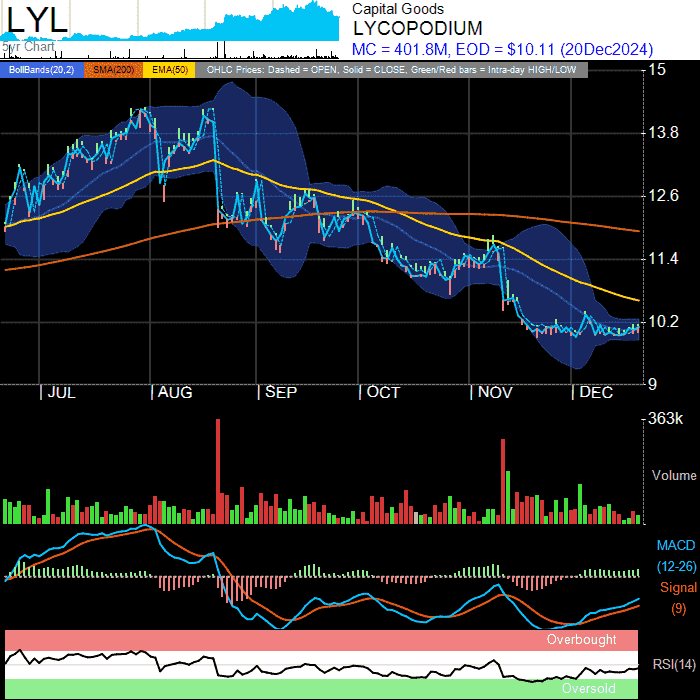 LYL
5yr Chart
Capital Goods
LYCOPODIUM
MC = 401.8M, EOD = $10.11 (20Dec2024)
BollBands(20,2) SMA(200) EMA(50) OHLC Prices: Dashed = OPEN, Solid = CLOSE, Green/Red bars = Intra-day HIGH/LOW
15
13.8
12.6
11.4
10.2
9
JUL AUG SEP OCT NOV DEC
363k
Volume
MACD
(12-26)
Signal
(9)
Overbought
RSI(14)
Oversold